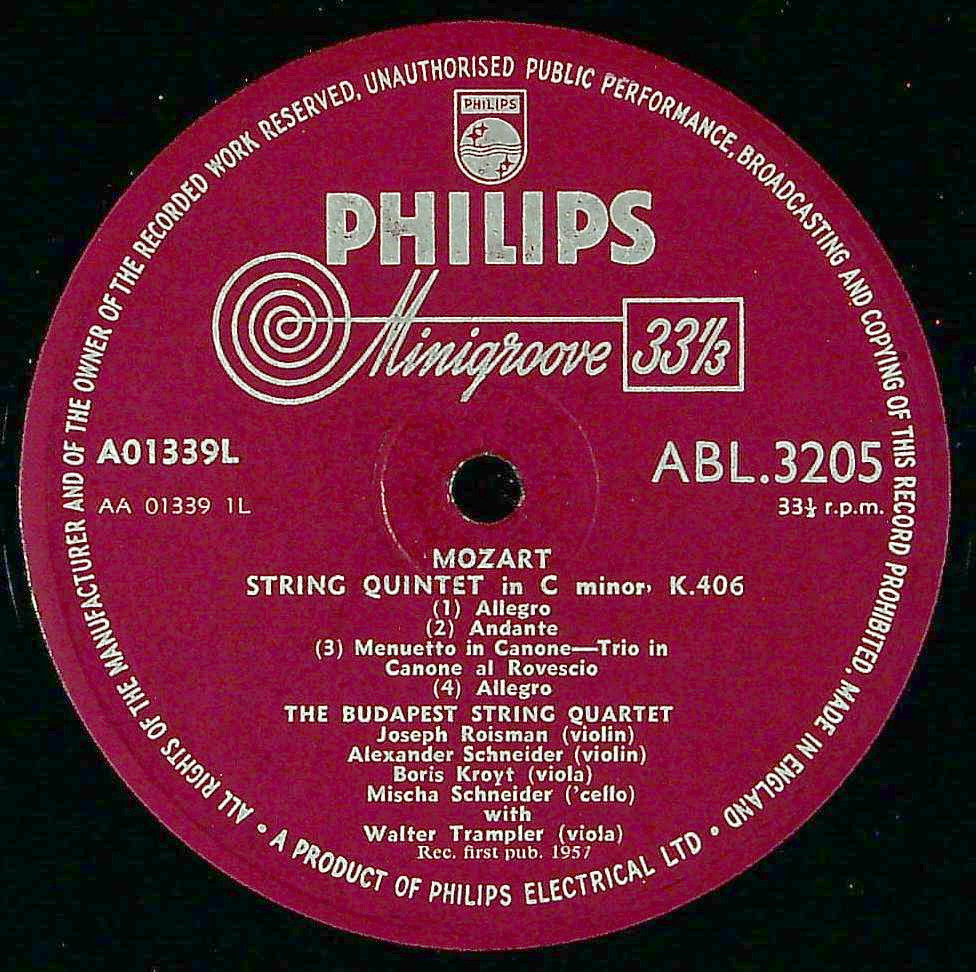 ALL RIGHTS OF THE MANUFACTURER AND OF THE OWNER OF THE RECORDED WORK RESERVED, UNAUTHORISED PUBLIC PERFORMANCE, BROADCASTING AND COPYING OF THIS RECORD PROHIBITED. MADE IN ENGLAND •
PHILIPS
PHILIPS
Minigroove 33 1/3
A01339L
ABL.3205
AA 01339 1L
33⅓ r.p.m.
MOZART
STRING QUINTET in C minor, K.406
(1) Allegro
(2) Andante
(3) Menuetto in Canone—Trio in
Canone al Rovescio
(4) Allegro
THE BUDAPEST STRING QUARTET
Joseph Roisman (violin)
Alexander Schneider (violin)
Boris Kroyt (viola)
Mischa Schneider ('cello)
with
Walter Trampler (viola)
Rec. first pub. 1957
• A PRODUCT OF PHILIPS ELECTRICAL LTD